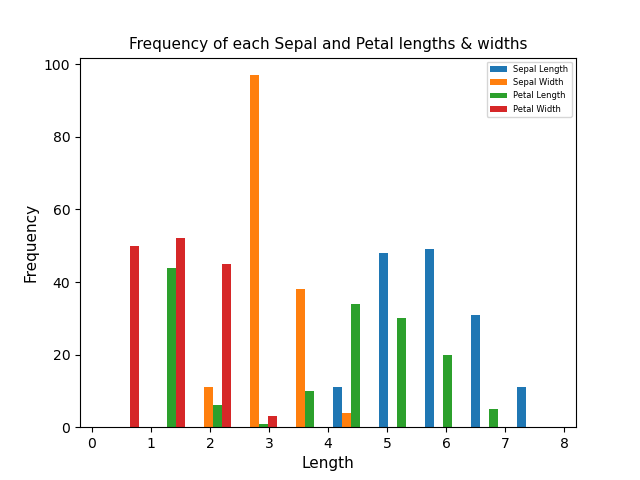 Frequency of each Sepal and Petal lengths & widths
Sepal Length
Sepal Width
Petal Length
Petal Width
Frequency
100
80
60
40
20
0
0 1 2 3 4 5 6 7 8
Length